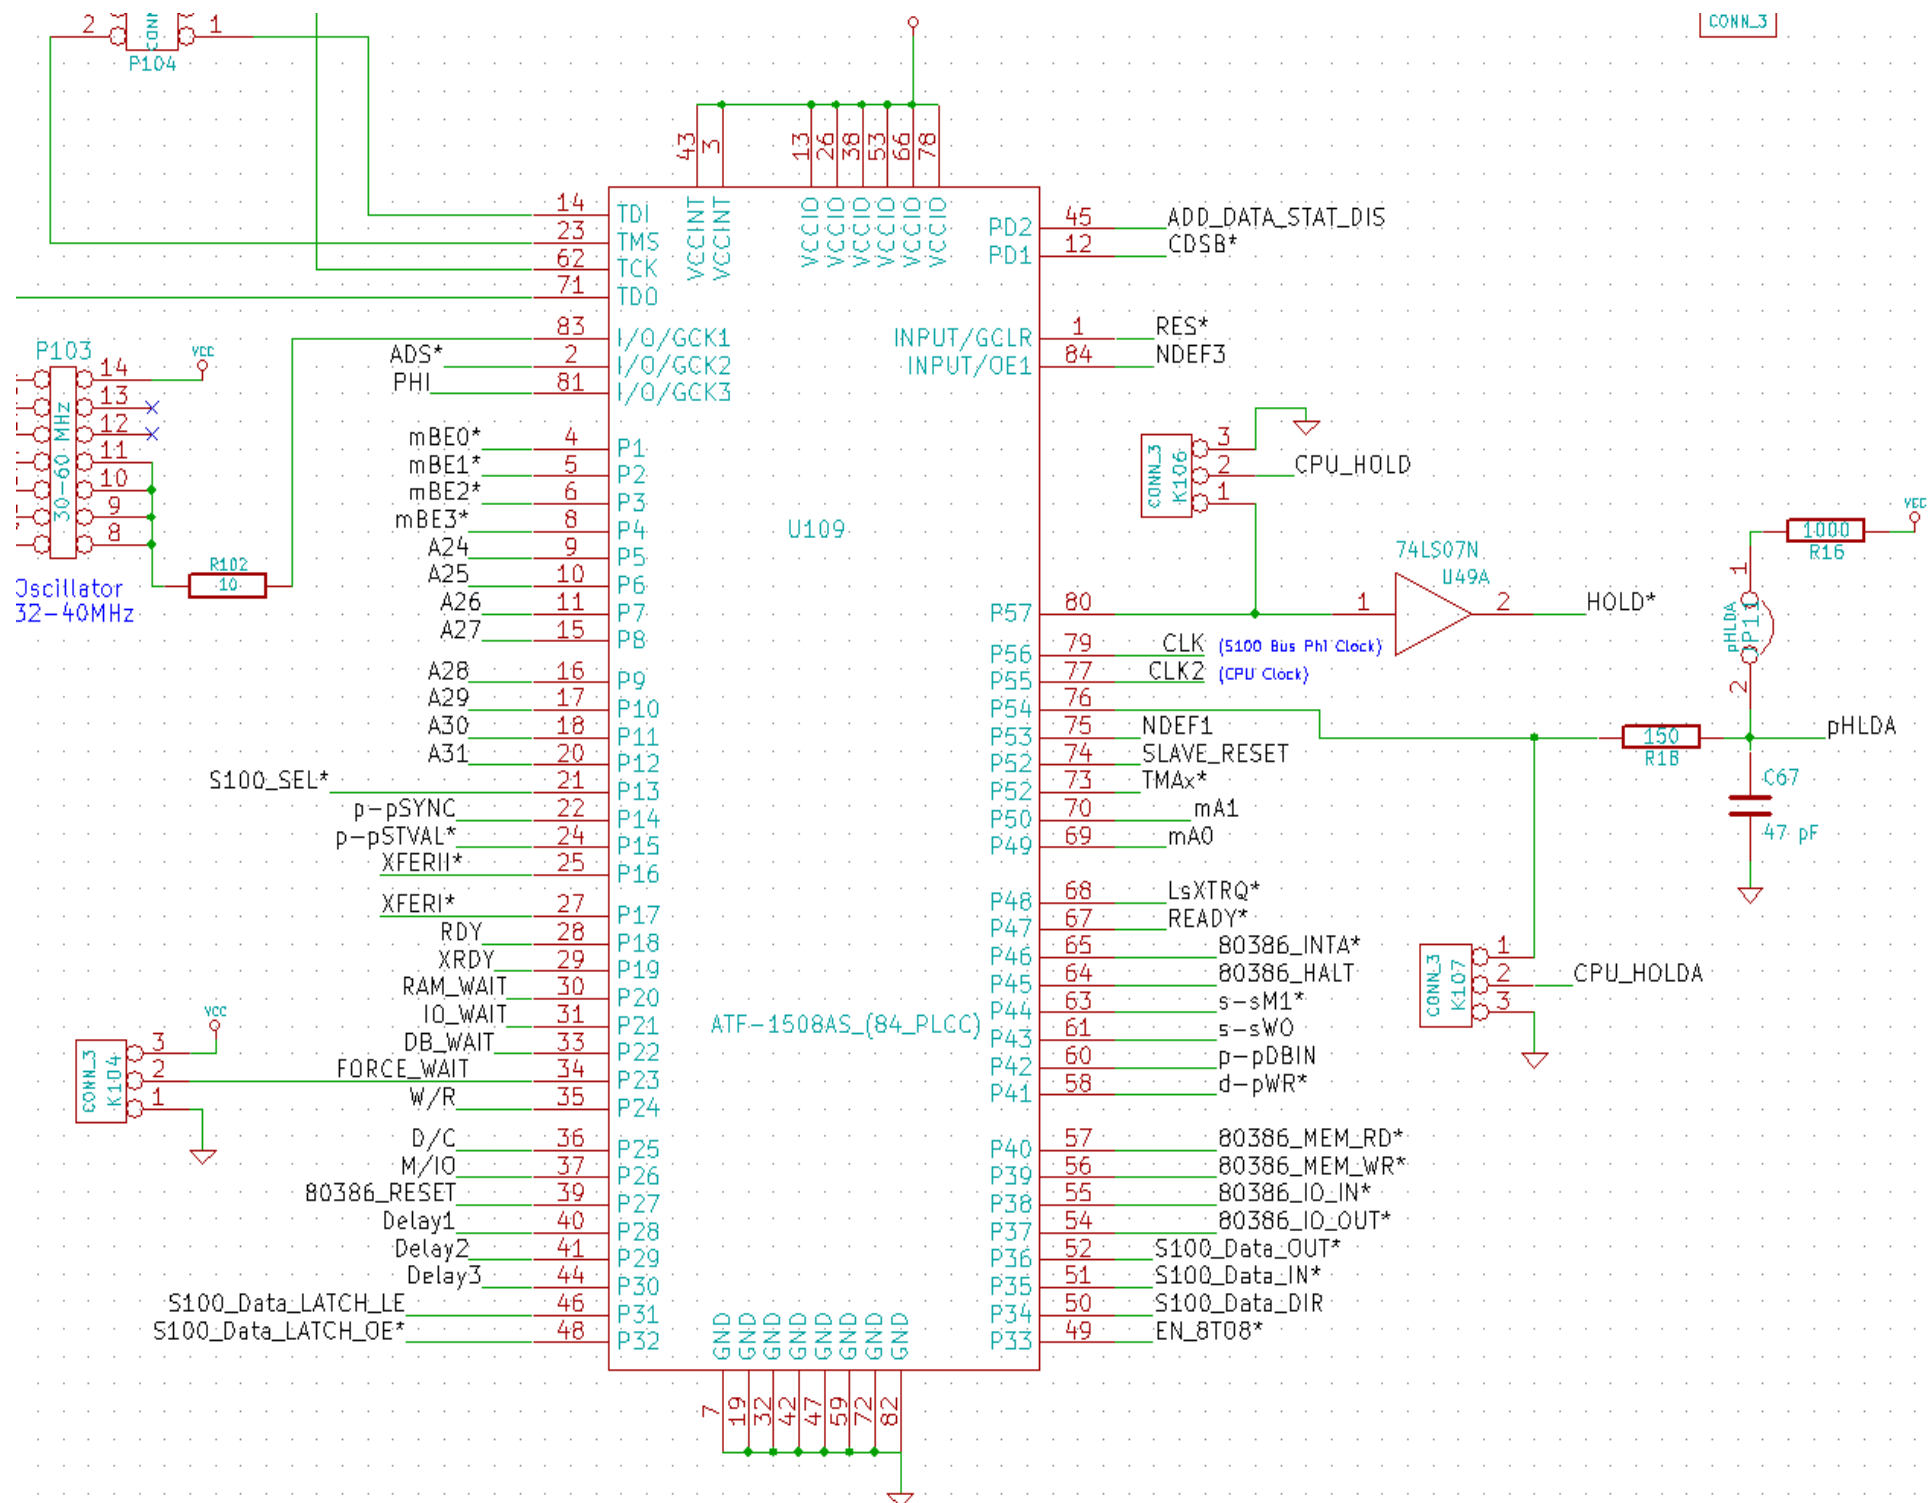 2
CONN
1
P104
CONN_3
43
3
13
26
38
53
66
78
14
TDI
23
TMS
62
TCK
71
TDO
VCCINT
VCCINT
VCCIO
VCCIO
VCCIO
VCCIO
VCCIO
VCCIO
PD2
45
ADD_DATA_STAT_DIS
PD1
12
CDSB*
83
I/O/GCK1
ADS*
2
I/O/GCK2
PHI
81
I/O/GCK3
INPUT/GCLR
1
RES*
INPUT/OE1
84
NDEF3
P103
VCC
14
13
12
11
10
9
8
30-60 MHz
R102
10
Oscillator
32-40MHz
mBE0*
4
P1
mBE1*
5
P2
mBE2*
6
P3
mBE3*
8
P4
A24
9
P5
A25
10
P6
A26
11
P7
A27
15
P8
A28
16
P9
A29
17
P10
A30
18
P11
A31
20
P12
S100_SEL*
21
P13
p-pSYNC
22
P14
p-pSTVAL*
24
P15
XFERII*
25
P16
XFERI*
27
P17
RDY
28
P18
XRDY
29
P19
RAM_WAIT
30
P20
IO_WAIT
31
P21
DB_WAIT
33
P22
FORCE_WAIT
34
P23
W/R
35
P24
D/C
36
P25
M/IO
37
P26
80386_RESET
39
P27
Delay1
40
P28
Delay2
41
P29
Delay3
44
P30
S100_Data_LATCH_LE
46
P31
S100_Data_LATCH_OE*
48
P32
VCC
CONN_3
K104
3
2
1
U109
ATF-1508AS_(84_PLCC)
CONN_3
K106
3
2
1
CPU_HOLD
P57
80
1
74LS07N
U49A
2
HOLD*
P56
79
CLK
(S100 Bus Phi Clock)
P55
77
CLK2
(CPU Clock)
P54
76
P53
75
NDEF1
P52
74
SLAVE_RESET
P52
73
TMAx*
P50
70
mA1
P49
69
mA0
P48
68
LsXTRQ*
P47
67
READY*
P46
65
80386_INTA*
P45
64
80386_HALT
P44
63
s-sM1*
P43
61
s-sWO
P42
60
p-pDBIN
P41
58
d-pWR*
P40
57
80386_MEM_RD*
P39
56
80386_MEM_WR*
P38
55
80386_IO_IN*
P37
54
80386_IO_OUT*
P36
52
S100_Data_OUT*
P35
51
S100_Data_IN*
P34
50
S100_Data_DIR
P33
49
EN_8T08*
VCC
1000
R16
1
pHLDA
2
150
R18
pHLDA
C67
47 pF
CONN_3
K107
1
2
3
CPU_HOLDA
GND
GND
GND
GND
GND
GND
GND
GND
7
19
32
42
47
59
72
82